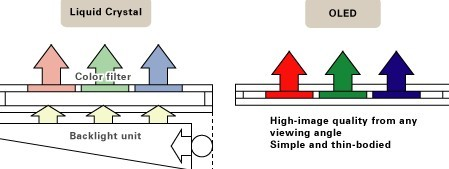 Liquid Crystal
OLED
Color filter
Backlight unit
High-image quality from any
viewing angle
Simple and thin-bodied